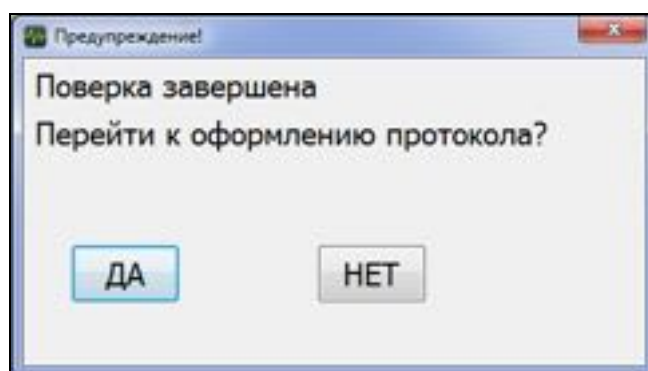 Предупреждение!
Поверка завершена
Перейти к оформлению протокола?
ДА
НЕТ